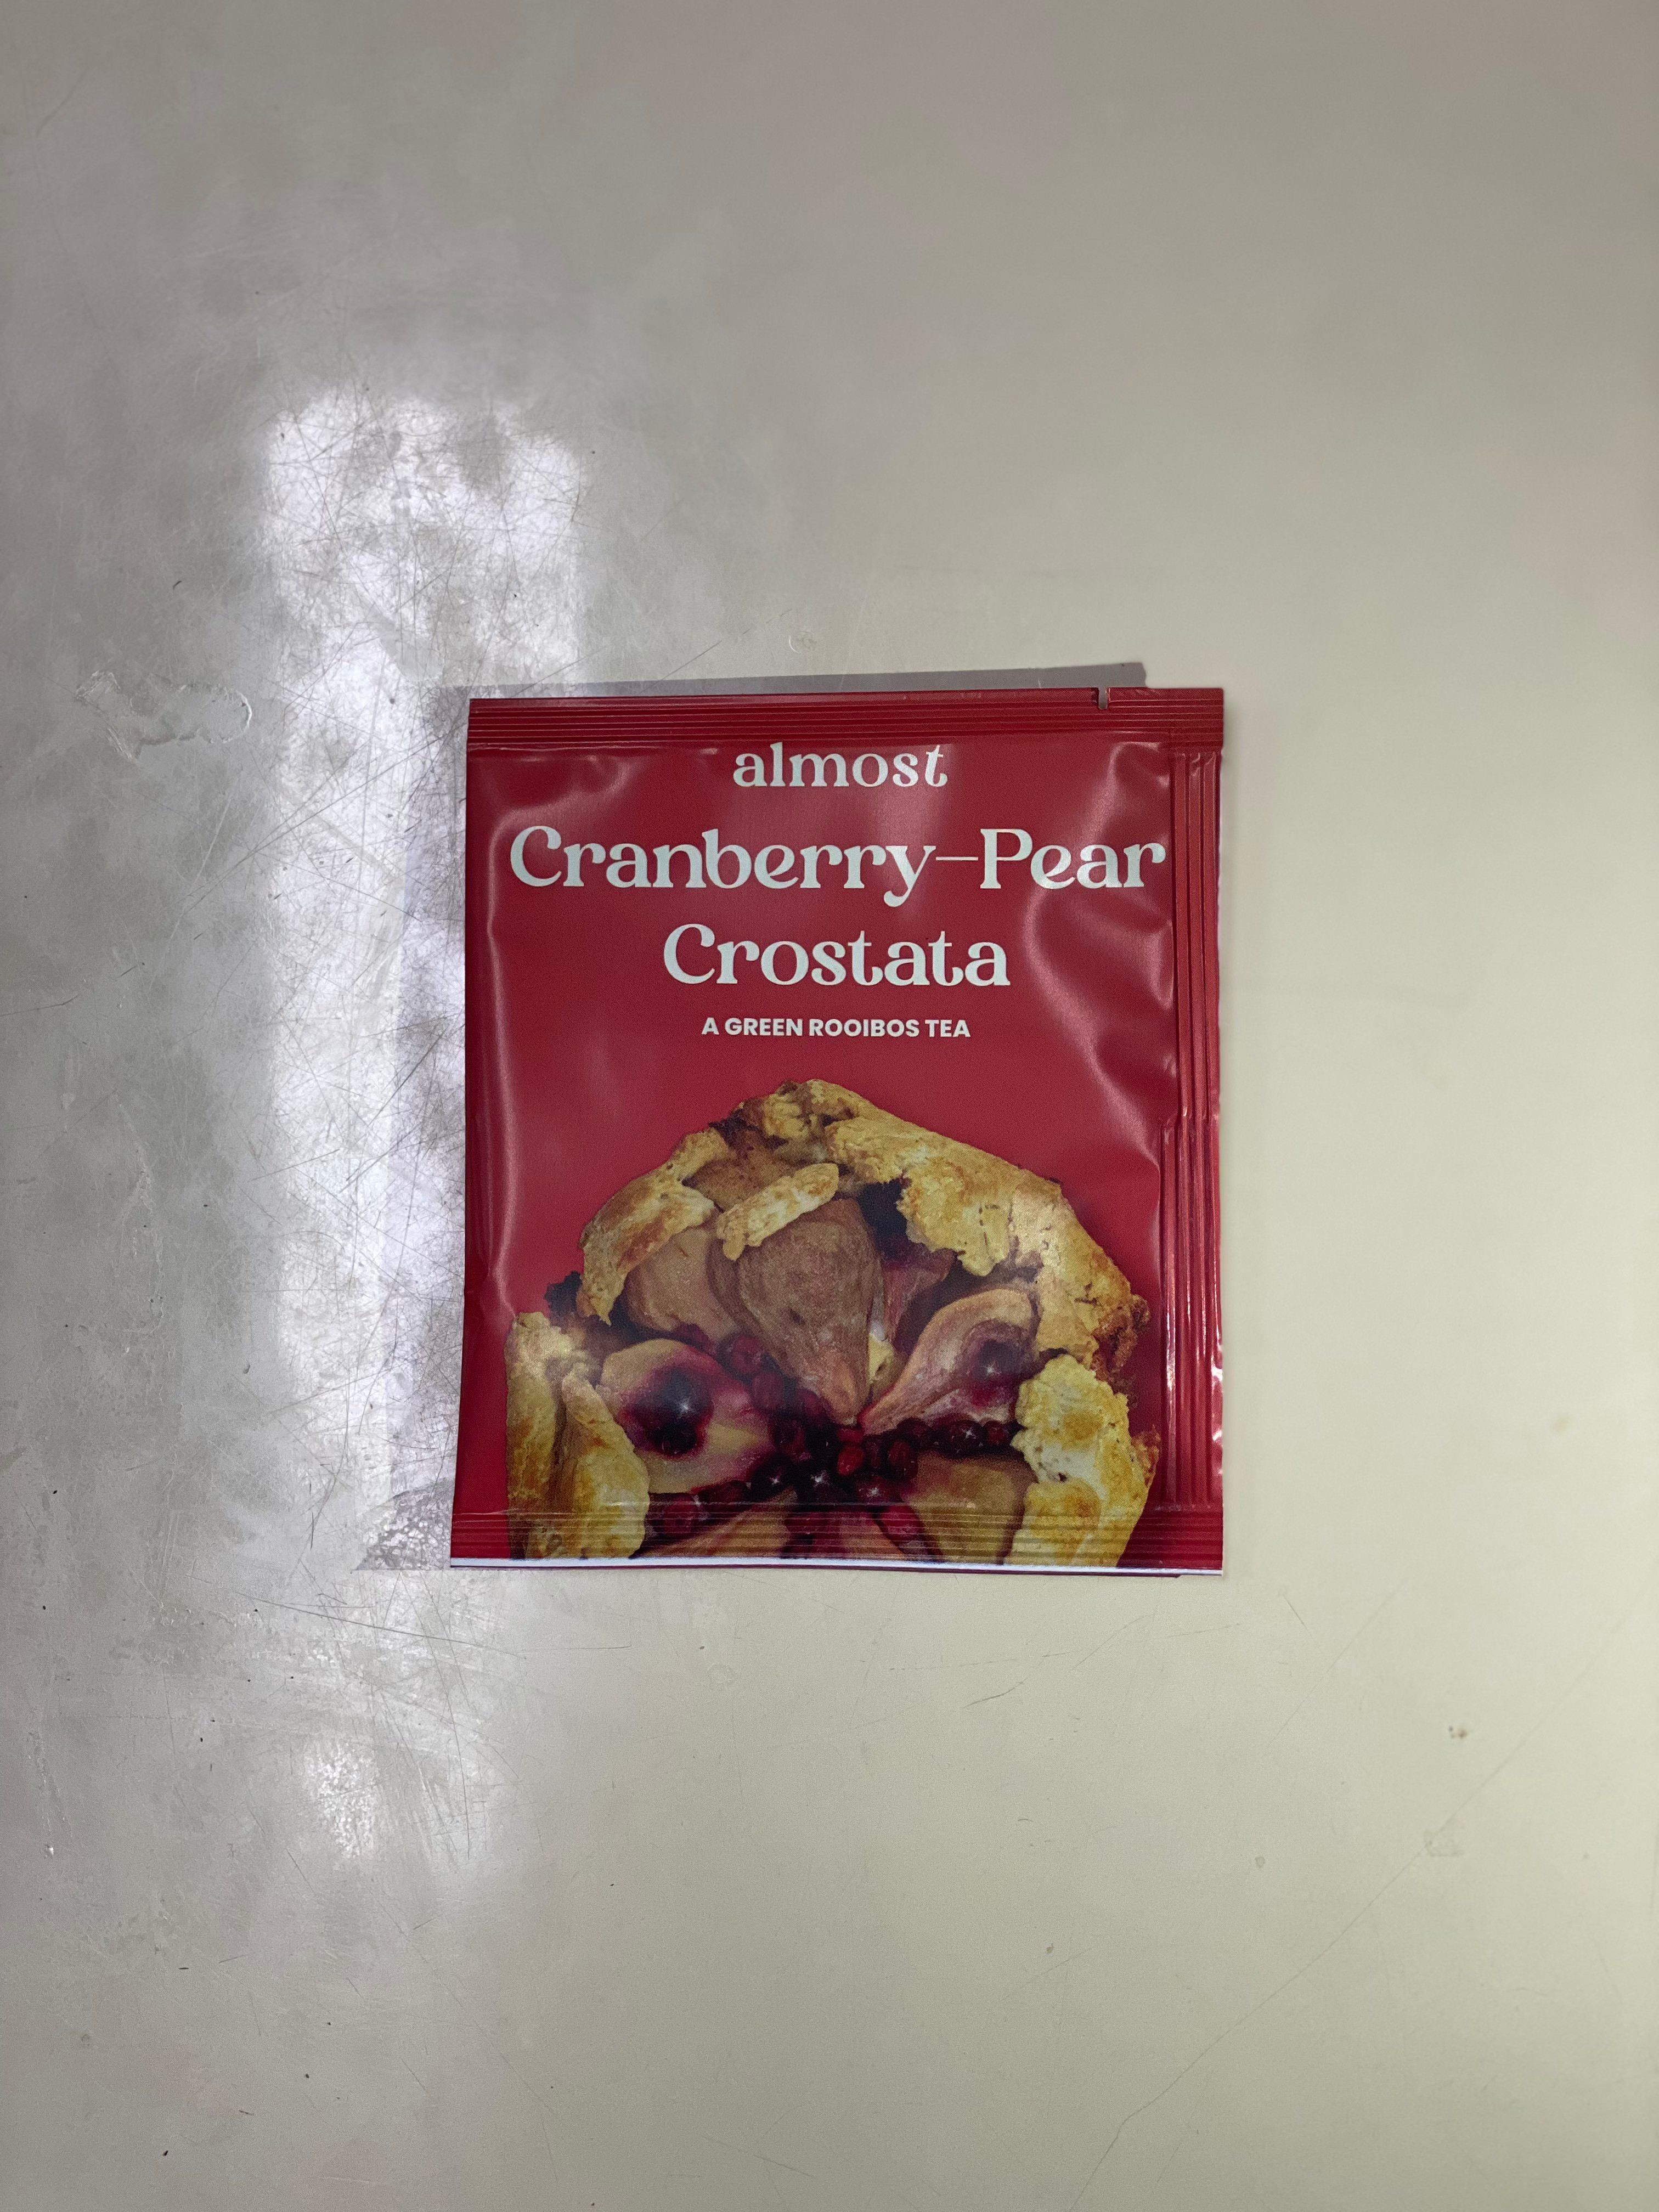 almost
Cranberry–Pear
Crostata
A GREEN ROOIBOS TEA